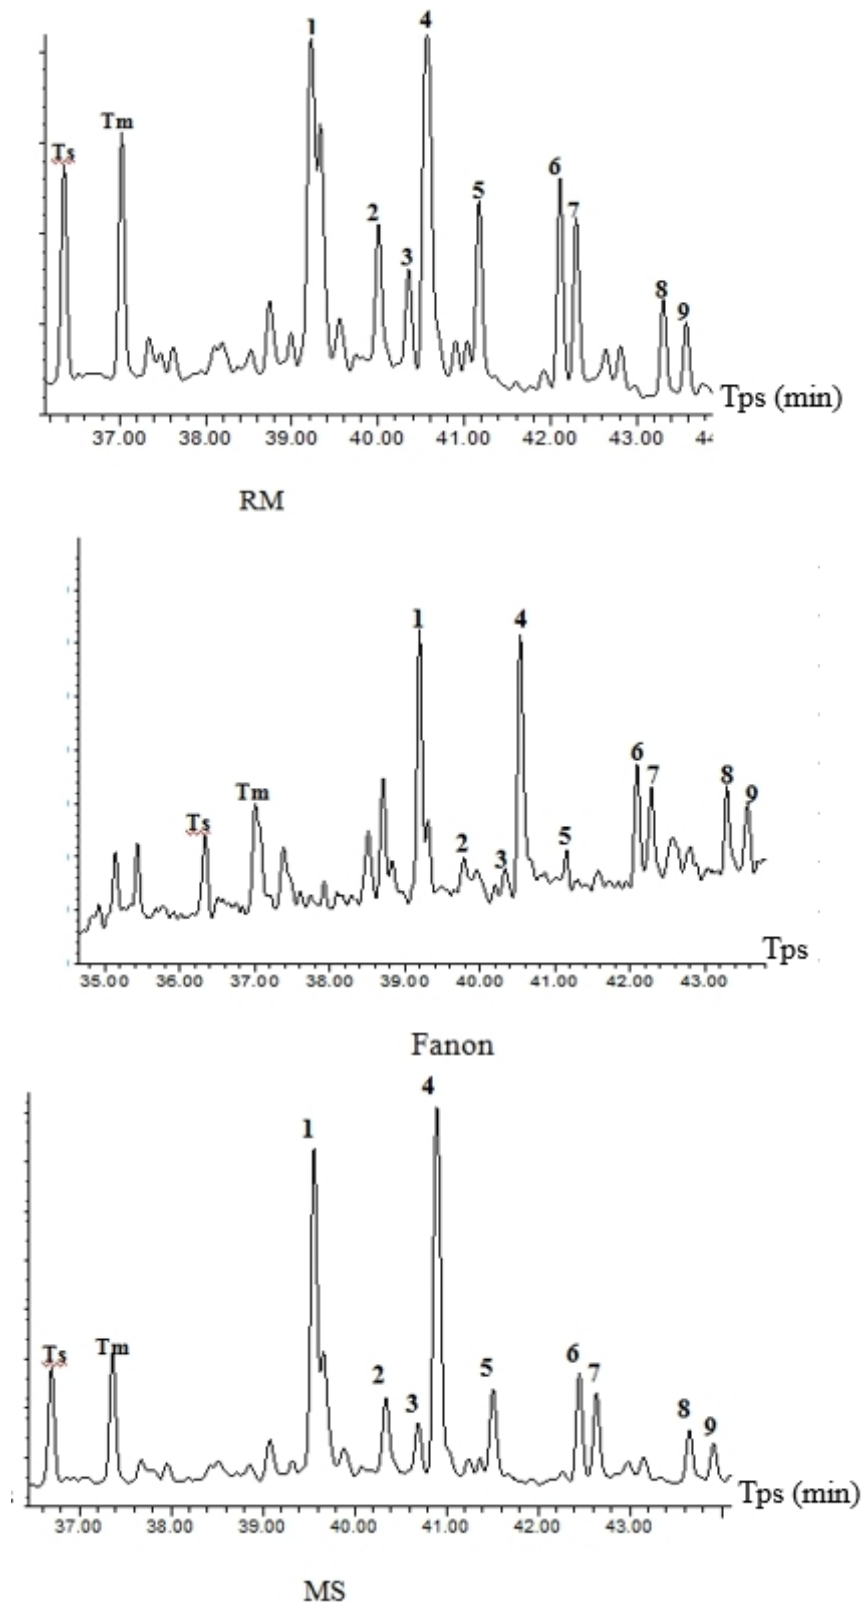 1 4
Tm
Ts
6
5 7
2
3
8
9
Tps (min)
37.00 38.00 39.00 40.00 41.00 42.00 43.00 44
RM
1 4
6
7 8
Tm 9
Ts
5
2
3
Tps
35.00 36.00 37.00 38.00 39.00 40.00 41.00 42.00 43.00
Fanon
4
1
Ts Tm 6
5 7
2
3 8
9
Tps (min)
37.00 38.00 39.00 40.00 41.00 42.00 43.00
MS